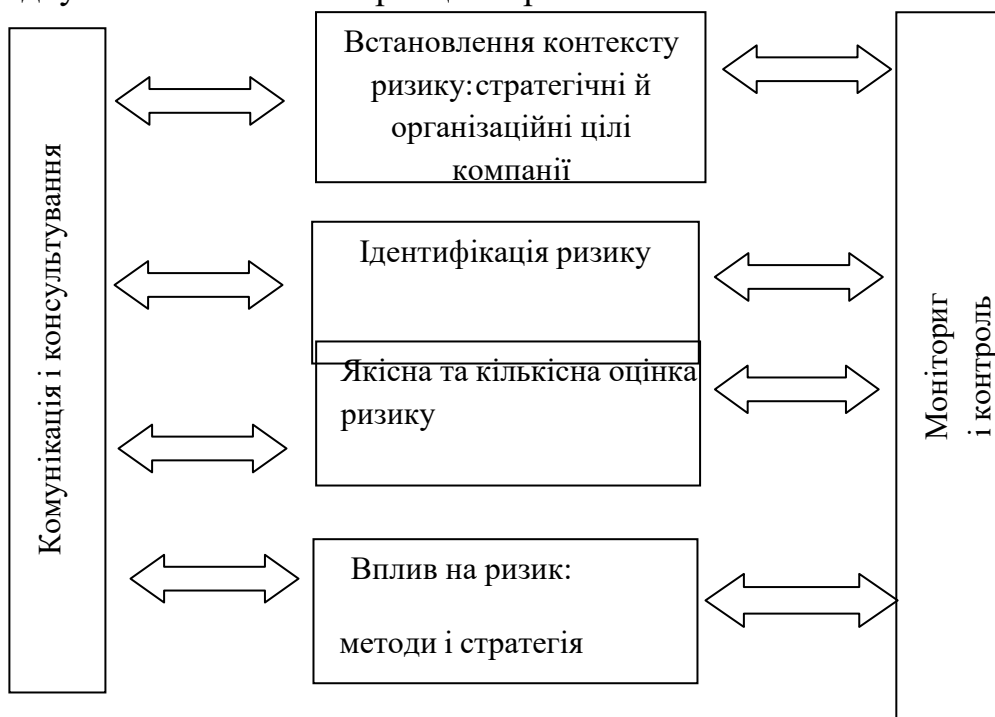 Комунікація і консультування
Встановлення контексту
ризику:стратегічні й
організаційні цілі
компанії
Ідентифікація ризику
Якісна та кількісна оцінка
ризику
Вплив на ризик:
методи і стратегія
Моніториг
і контроль